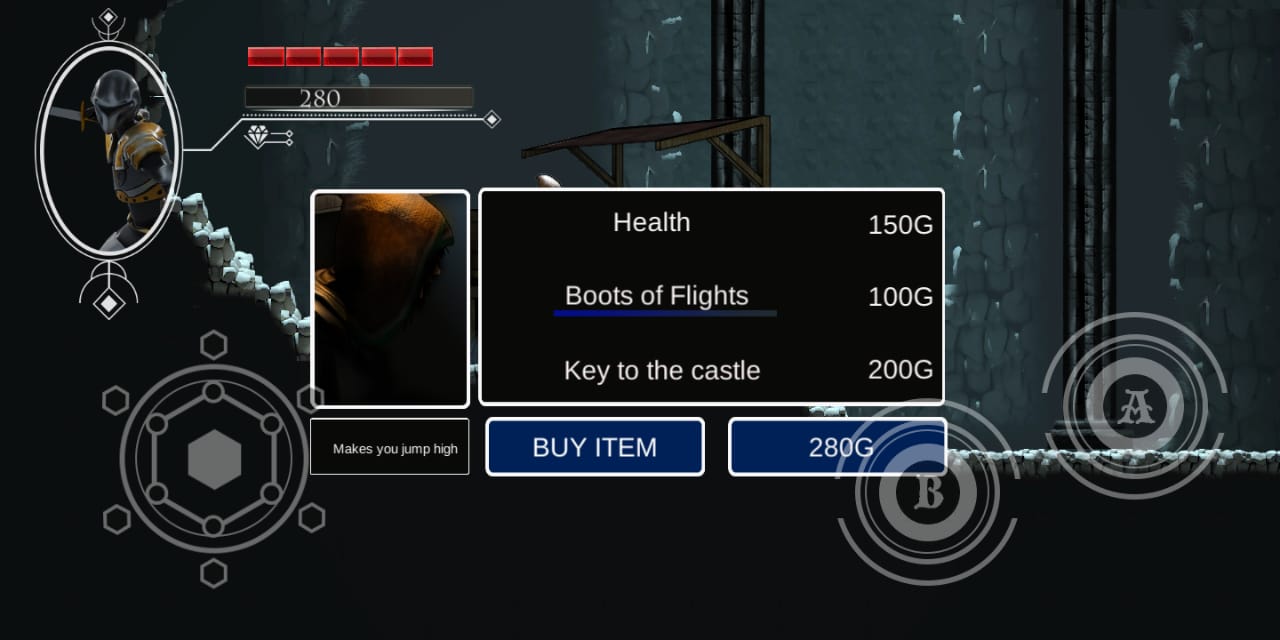 280
Health 150G
Boots of Flights 100G
Key to the castle 200G
Makes you jump high
BUY ITEM
280G
A
B